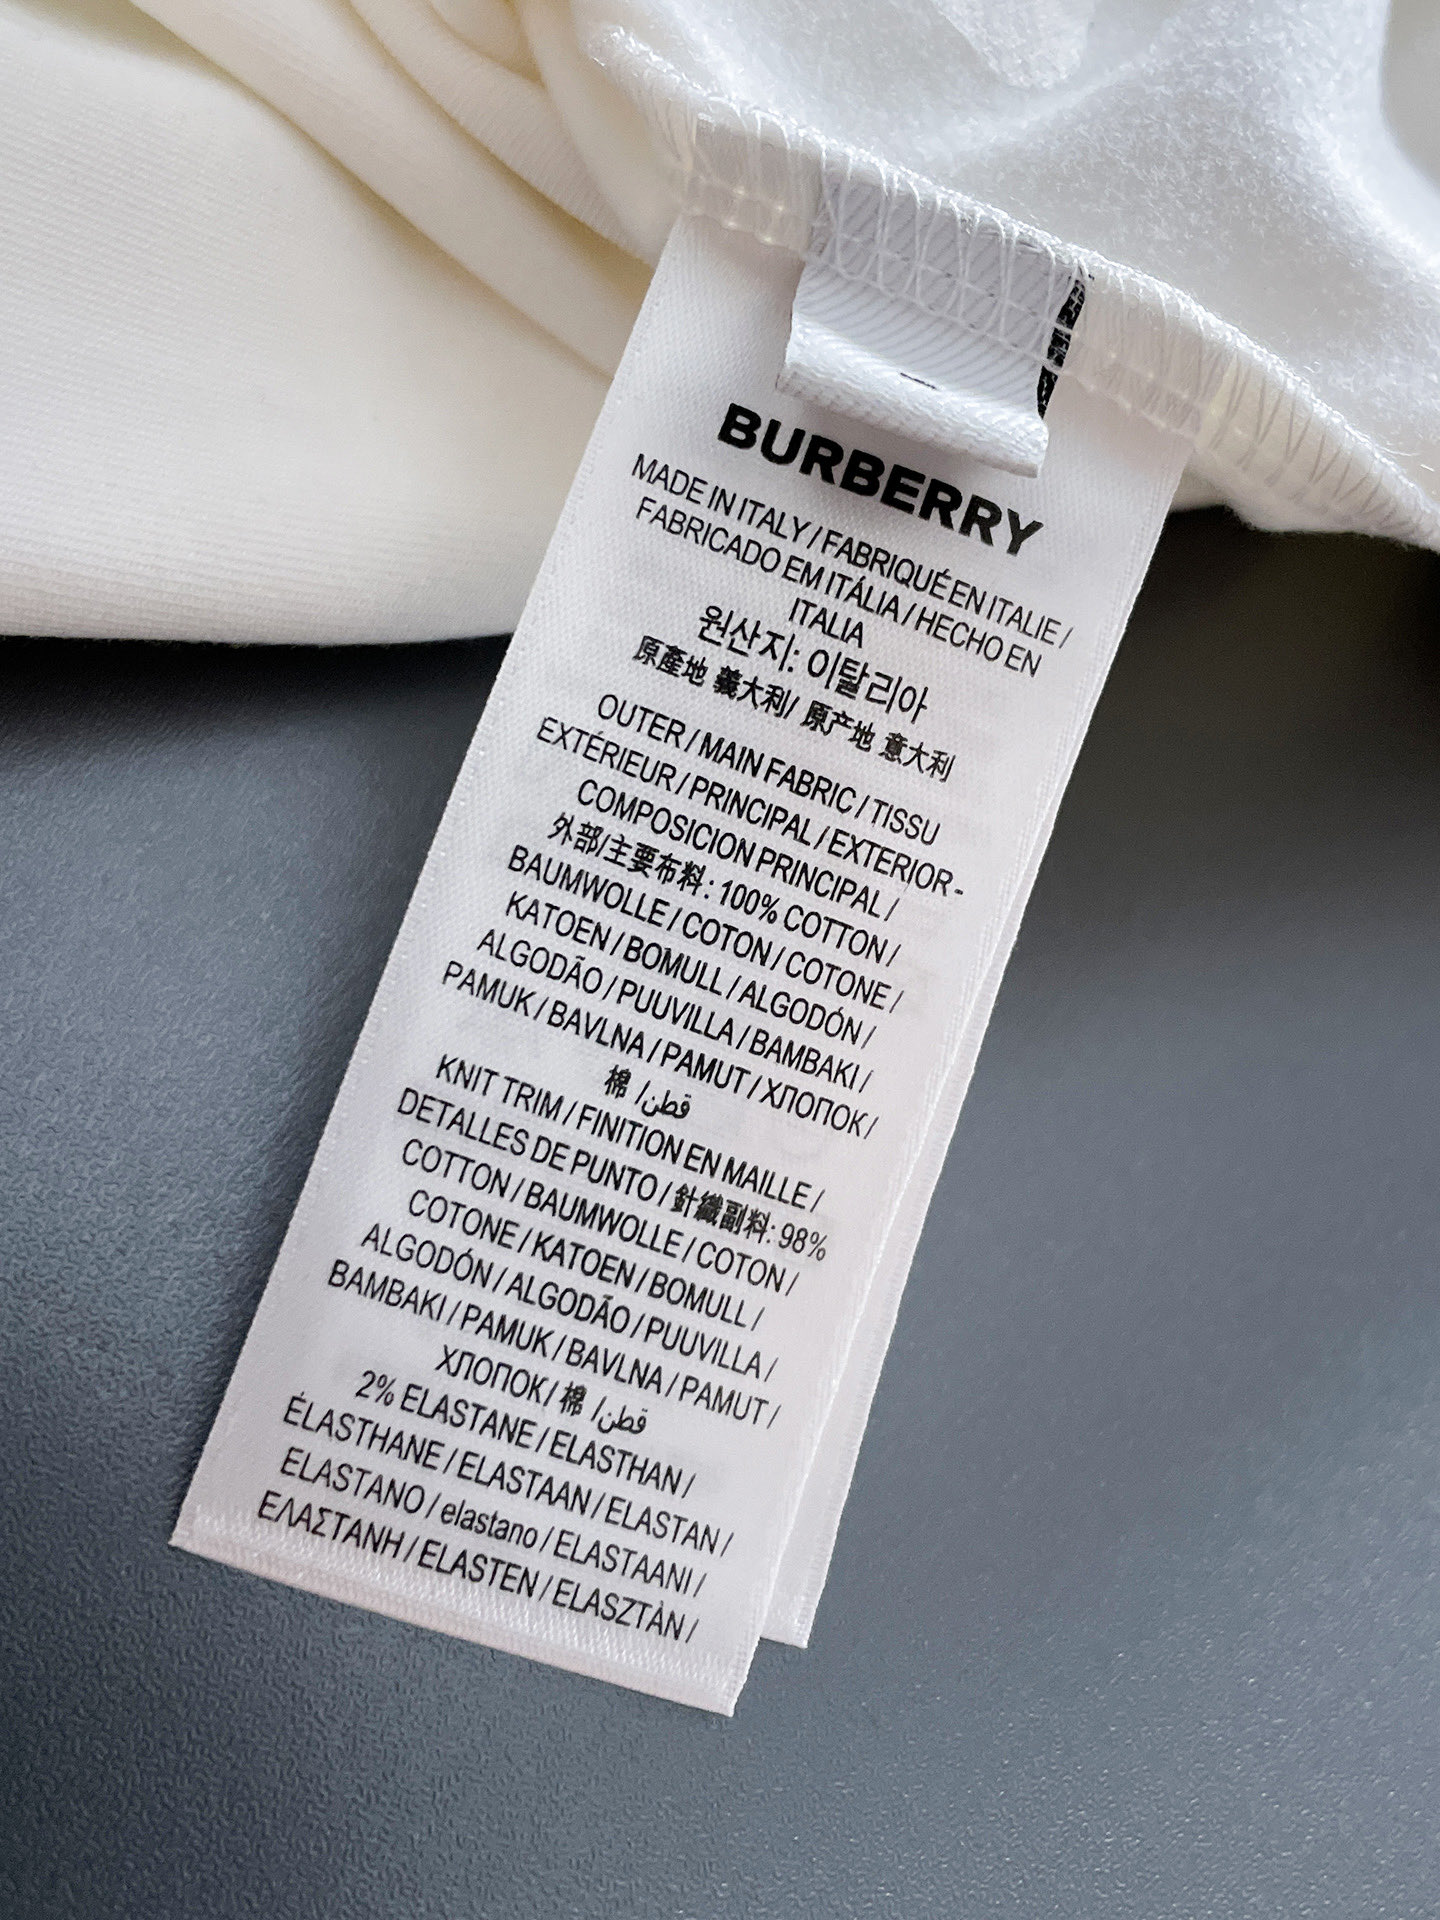 BURBERRY
MADE IN ITALY / FABRIQUÉ EN ITALIE /
FABRICADO EM ITÁLIA / HECHO EN
ITALIA
원산지: 이탈리아
原產地 義大利/ 原产地 意大利
OUTER / MAIN FABRIC / TISSU
EXTÉRIEUR / PRINCIPAL / EXTERIOR-
COMPOSICION PRINCIPAL /
外部/主要布料: 100% COTTON /
BAUMWOLLE / COTON / COTONE /
KATOEN / BOMULL / ALGODÓN /
ALGODÃO / PUUVILLA / BAMBAKI /
PAMUK / BAVLNA / PAMUT / ХЛОПОК /
棉 /قطن
KNIT TRIM / FINITION EN MAILLE /
DETALLES DE PUNTO / 針織副料: 98%
COTTON / BAUMWOLLE / COTON /
COTONE / KATOEN / BOMULL /
ALGODÓN / ALGODÃO / PUUVILLA /
BAMBAKI / PAMUK / BAVLNA / PAMUT /
ХЛОПОК/ 棉 /قطن
2% ELASTANE / ELASTHAN /
ÉLASTHANE / ELASTAAN / ELASTAN /
ELASTANO / elastano / ELASTAANI /
ΕΛΑΣΤΑΝΗ / ELASTEN / ELASZTÀN /